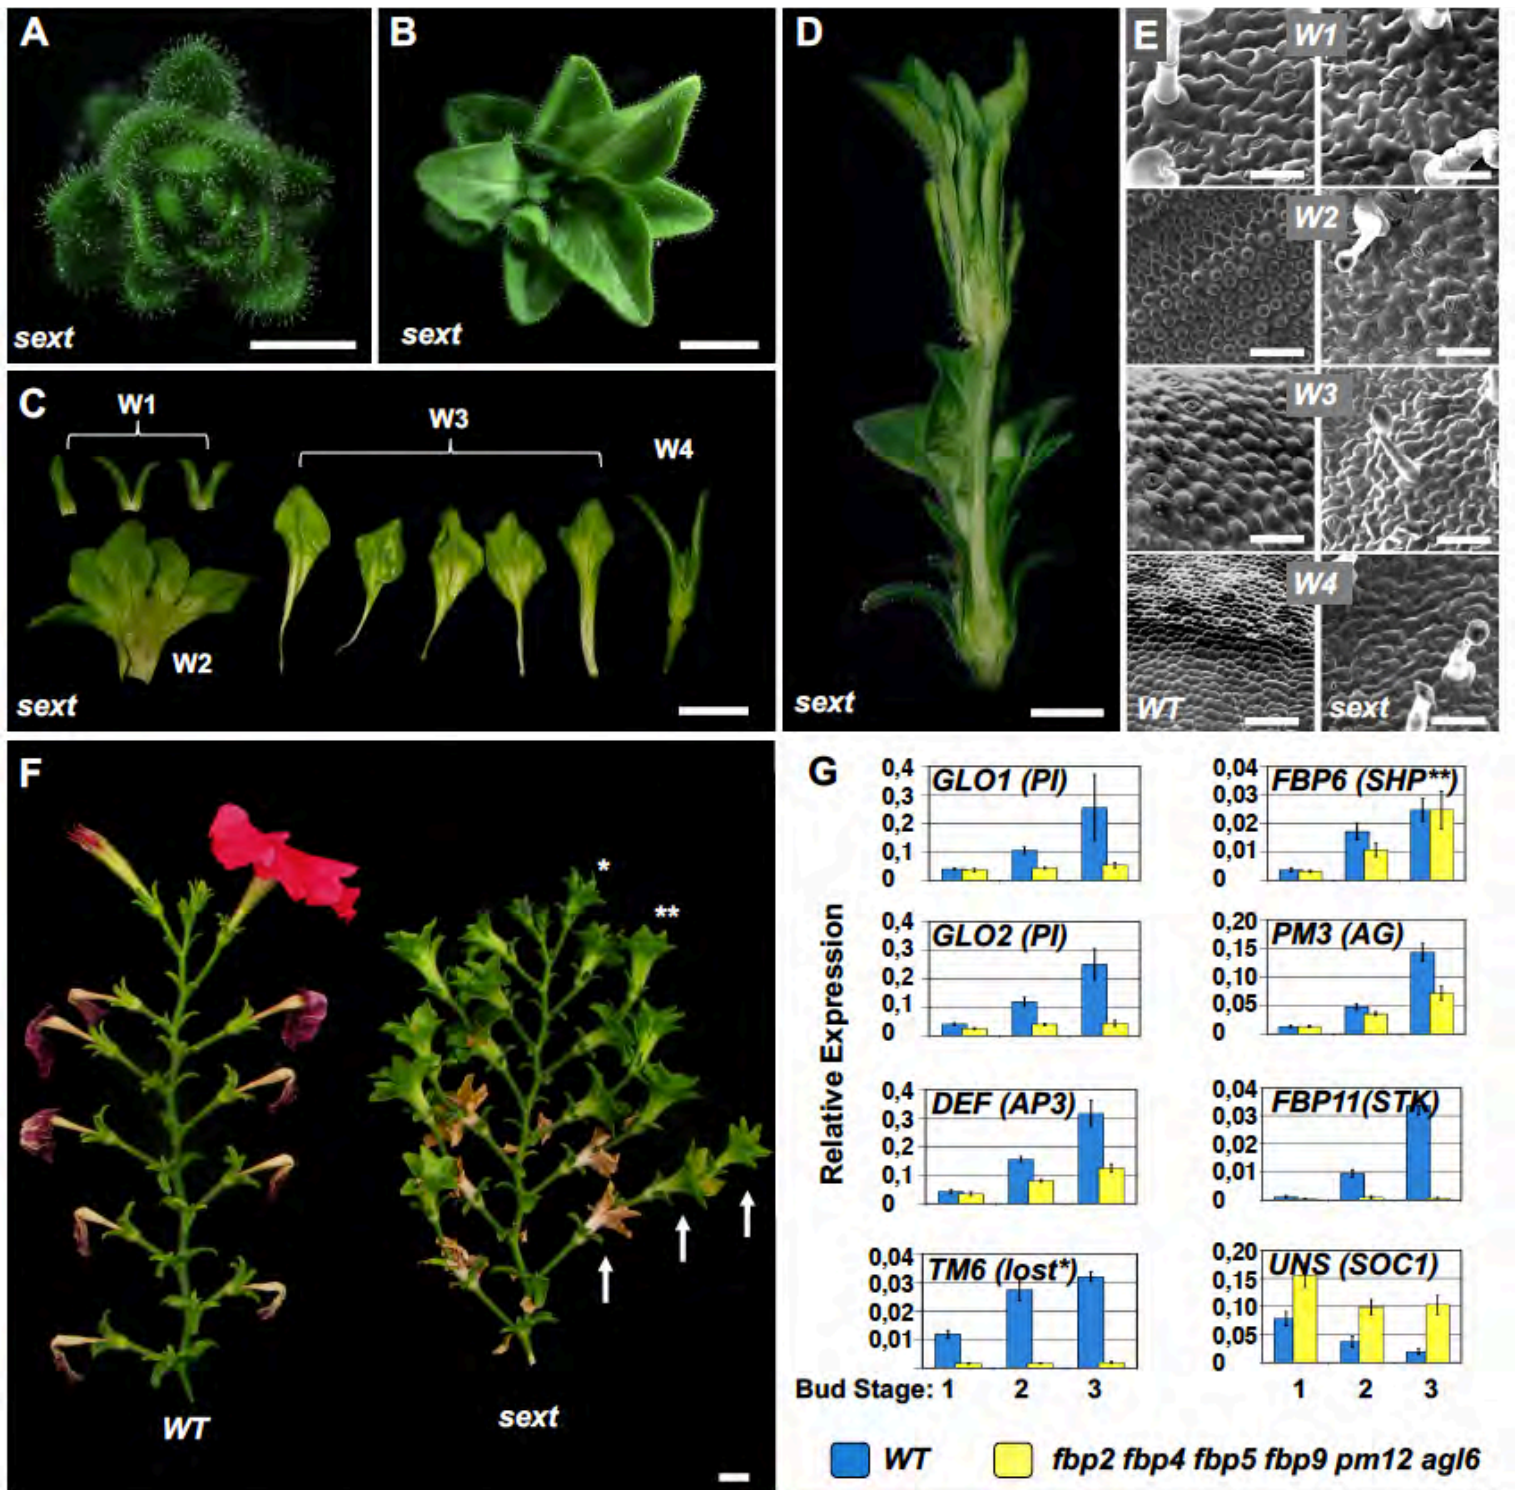 A
sext
B
sext
C
W1
W3
W4
W2
sext
D
sext
E
W1
W2
W3
W4
WT
sext
F
*
**
WT
sext
G
Relative Expression
GLO1 (PI)
0,4
0,3
0,2
0,1
0
FBP6 (SHP**)
0,04
0,03
0,02
0,01
0
GLO2 (PI)
0,4
0,3
0,2
0,1
0
PM3 (AG)
0,20
0,15
0,10
0,05
0
DEF (AP3)
0,4
0,3
0,2
0,1
0
FBP11(STK)
0,04
0,03
0,02
0,01
0
TM6 (lost*)
0,04
0,03
0,02
0,01
UNS (SOC1)
0,20
0,15
0,10
0,05
0
Bud Stage: 1 2 3
1 2 3
WT
fbp2 fbp4 fbp5 fbp9 pm12 agl6